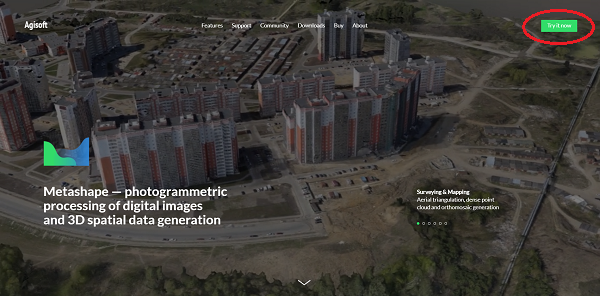 Agisoft
Features Support Community Downloads Buy About
Try it now
Metashape — photogrammetric
processing of digital images
and 3D spatial data generation
Surveying & Mapping
Aerial triangulation, dense point
cloud and orthomosaic generation